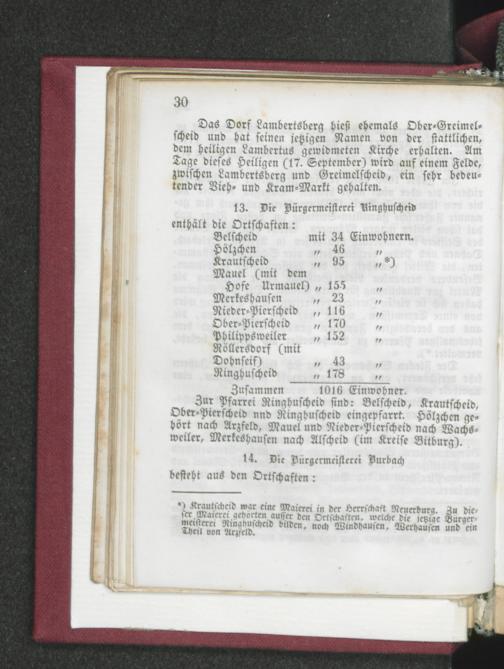 30
Das Dorf Lambertsberg hieß ehemals Ober-Greimel-
scheid und hat seinen jetzigen Namen von der stattlichen,
dem heiligen Lambertus gewidmeten Kirche erhalten. Am
Tage dieses Heiligen (17. September) wird auf einem Felde,
zwischen Lambertsberg und Greimelscheid, ein sehr bedeu-
tender Vieh- und Kram-Markt gehalten.
13. Die Bürgermeisterei Ringhuscheid
enthält die Ortschaften:
Belscheid mit 34 Einwohnern.
Hölzchen „ 46 „
Krautscheid „ 95 „*)
Mauel (mit dem
Hofe Urmauel) „ 155 „
Merkeshausen „ 23 „
Nieder-Pierscheid „ 116 „
Ober-Pierscheid „ 170 „
Philippsweiler „ 152 „
Röllersdorf (mit
Dohnseif) „ 43 „
Ringhuscheid „ 178 „
Zusammen 1016 Einwohner.
Zur Pfarrei Ringhuscheid sind: Belscheid, Krautscheid,
Ober-Pierscheid nnd Ringhuscheid eingepfarrt. Hölzchen ge-
hört nach Arzfeld, Mauel und Nieder-Pierscheid nach Wachs-
weiler, Merkeshausen nach Alscheid (im Kreise Bitburg).
14. Die Bürgermeisterei Burbach
besteht aus den Ortschaften:
*) Krautscheid war eine Maierei in der Herrschaft Neuerburg. Zu die-
ser Maierei gehörten außer den Ortschaften, welche die jetzige Bürger-
meisterei Ringhuscheid bilden, noch Windhausen, Berhausen und ein
Theil von Arzfeld.